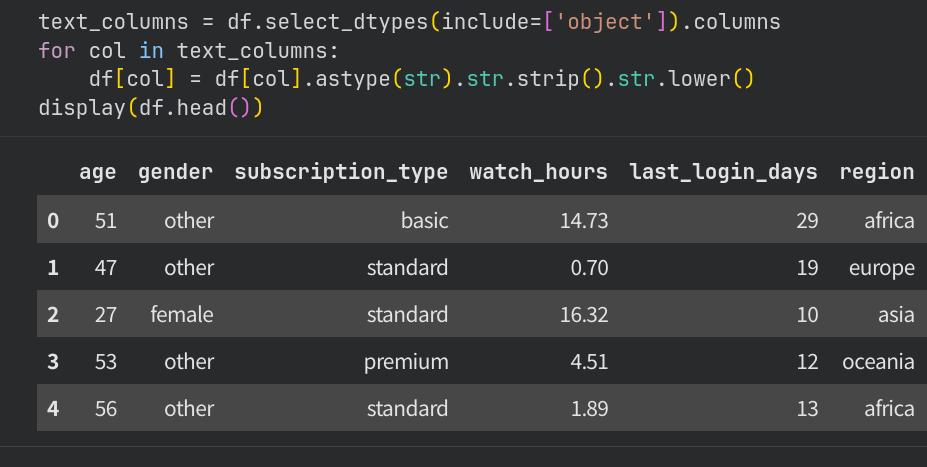 text_columns = df.select_dtypes(include=['object']).columns
for col in text_columns:
    df[col] = df[col].astype(str).str.strip().str.lower()
display(df.head())
age gender subscription_type watch_hours last_login_days region
0 51 other basic 14.73 29 africa
1 47 other standard 0.70 19 europe
2 27 female standard 16.32 10 asia
3 53 other premium 4.51 12 oceania
4 56 other standard 1.89 13 africa